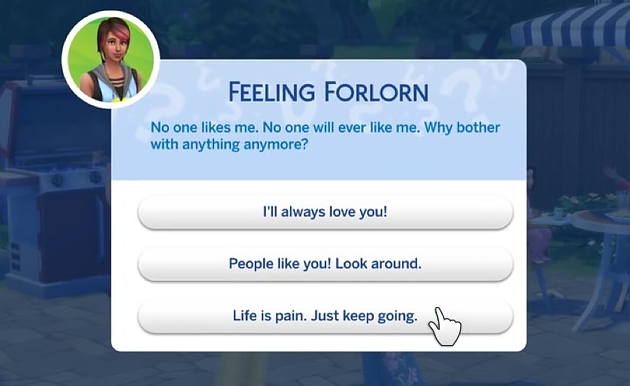 FEELING FORLORN
No one likes me. No one will ever like me. Why bother
with anything anymore?
I'll always love you!
People like you! Look around.
Life is pain. Just keep going.